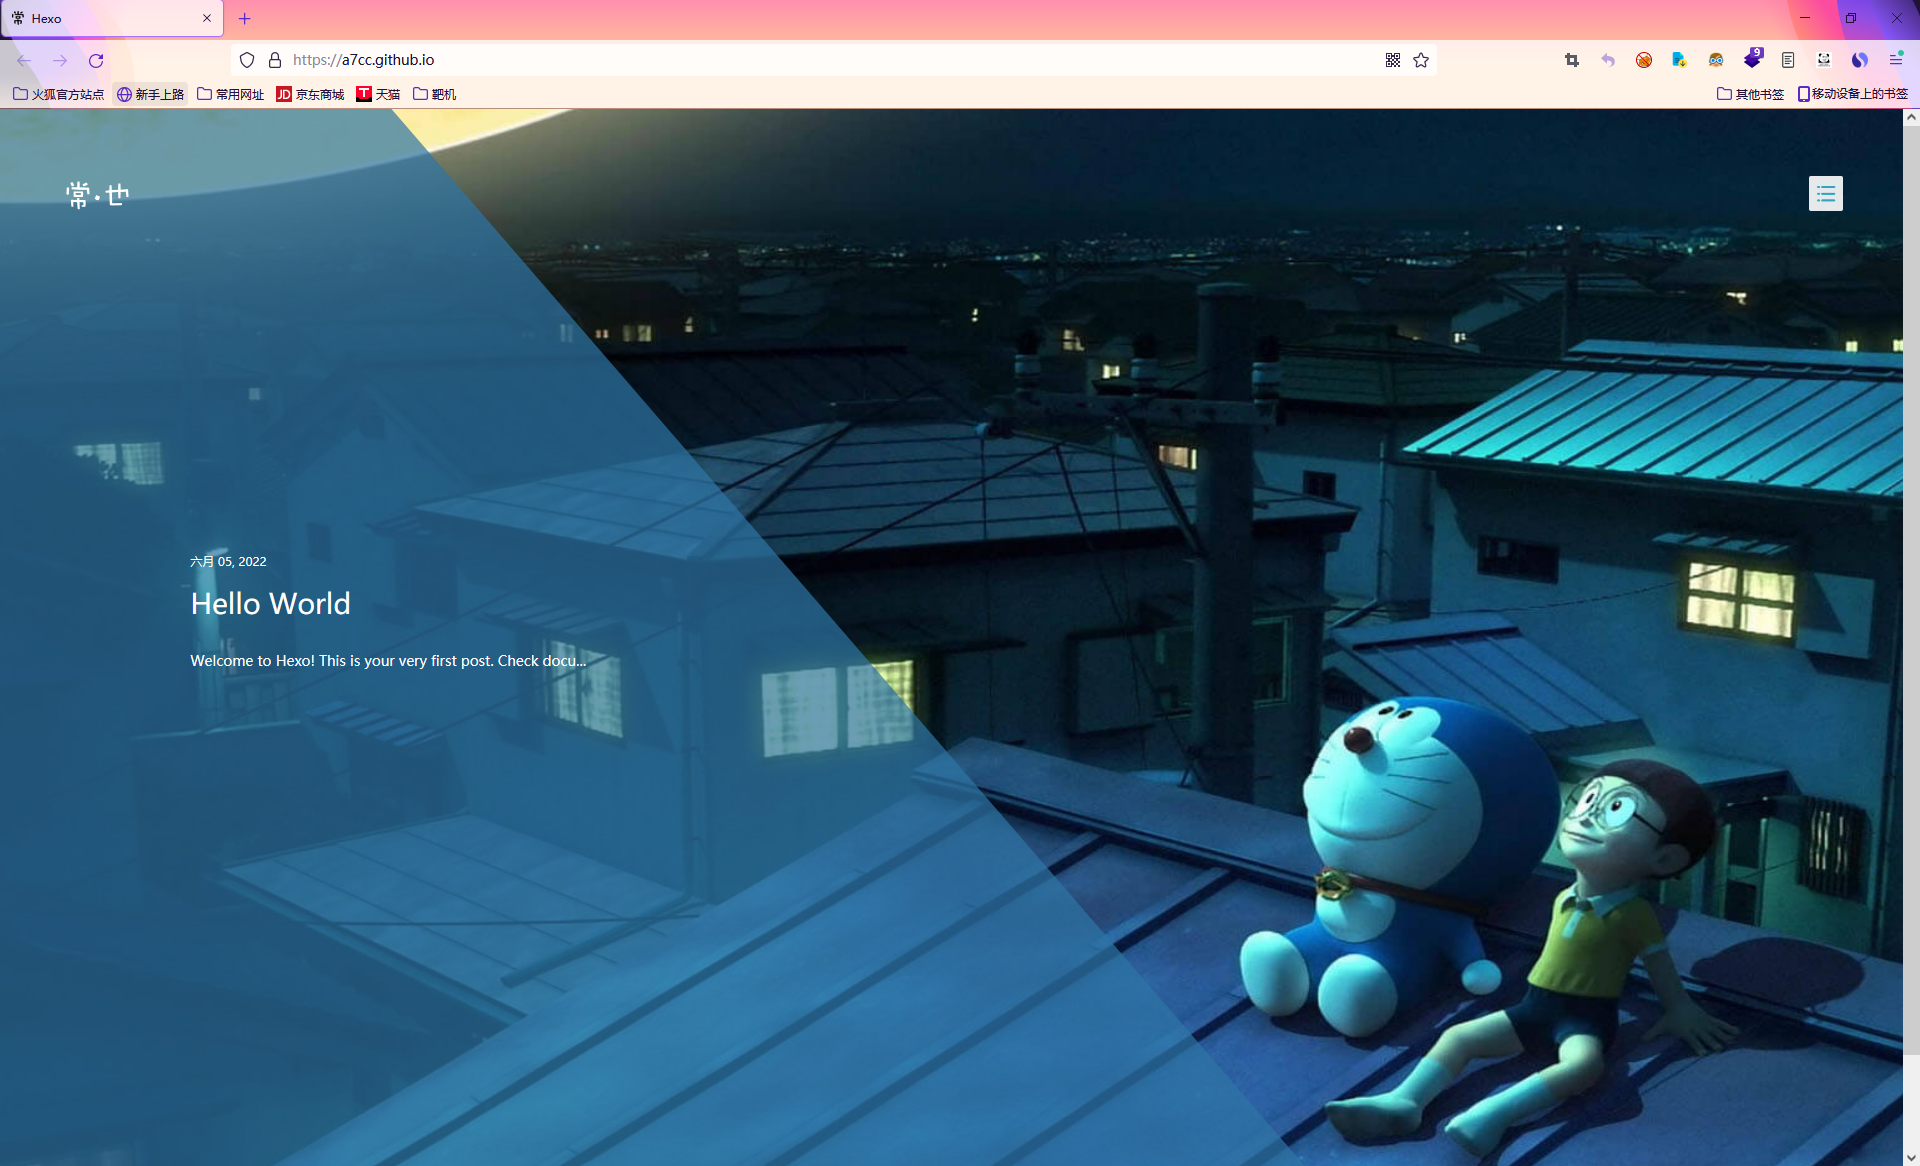 Hexo
https://a7cc.github.io
9
火狐官方站点
新手上路
常用网址
JD 京东商城
T 天猫
靶机
其他书签
移动设备上的书签
常·也
六月 05, 2022
Hello World
Welcome to Hexo! This is your very first post. Check docu...